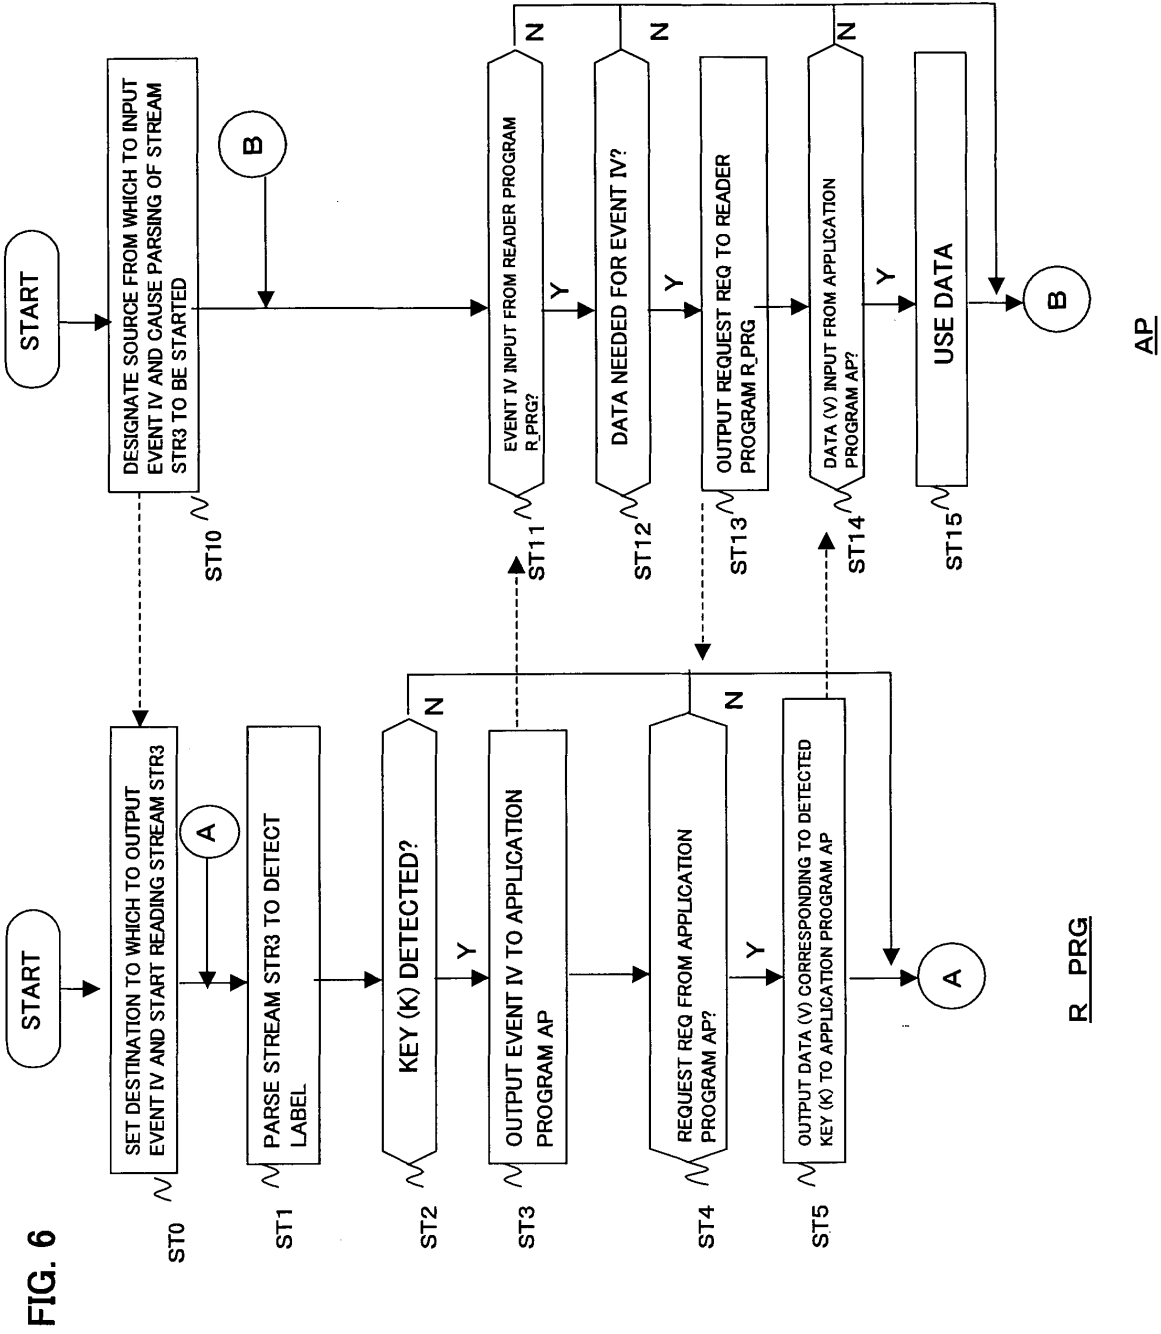 FIG. 6
START
SET DESTINATION TO WHICH TO OUTPUT
EVENT IV AND START READING STREAM STR3
ST0
A
PARSE STREAM STR3 TO DETECT
LABEL
ST1
KEY (K) DETECTED?
ST2
N
Y
OUTPUT EVENT IV TO APPLICATION
PROGRAM AP
ST3
REQUEST REQ FROM APPLICATION
PROGRAM AP?
ST4
N
Y
OUTPUT DATA (V) CORRESPONDING TO DETECTED
KEY (K) TO APPLICATION PROGRAM AP
ST5
A
R PRG
START
DESIGNATE SOURCE FROM WHICH TO INPUT
EVENT IV AND CAUSE PARSING OF STREAM
STR3 TO BE STARTED
ST10
B
EVENT IV INPUT FROM READER PROGRAM
R_PRG?
ST11
N
Y
DATA NEEDED FOR EVENT IV?
ST12
N
Y
OUTPUT REQUEST REQ TO READER
PROGRAM R_PRG
ST13
DATA (V) INPUT FROM APPLICATION
PROGRAM AP?
ST14
N
Y
USE DATA
ST15
B
AP